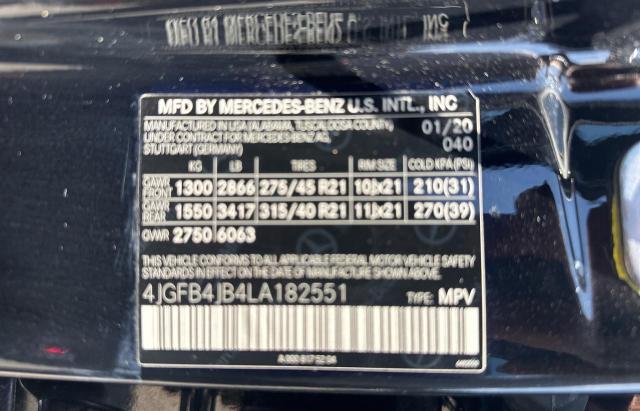 MFD BY MERCEDES-BENZ U.S. INTL., INC
MANUFACTURED IN USA (ALABAMA, TUSCALOOSA COUNTY) 01/20
UNDER CONTRACT FOR MERCEDES-BENZ AG, 040
STUTTGART (GERMANY)
KG LB TIRES RIM SIZE COLD KPA (PSI)
GAWR FRONT 1300 2866 275/45 R21 10Jx21 210(31)
GAWR REAR 1550 3417 315/40 R21 11Jx21 270(39)
GVWR 2750 6063
THIS VEHICLE CONFORMS TO ALL APPLICABLE FEDERAL MOTOR VEHICLE SAFETY
STANDARDS IN EFFECT ON THE DATE OF MANUFACTURE SHOWN ABOVE.
4JGFB4JB4LA182551 TYPE: MPV
A 000 817 52 04